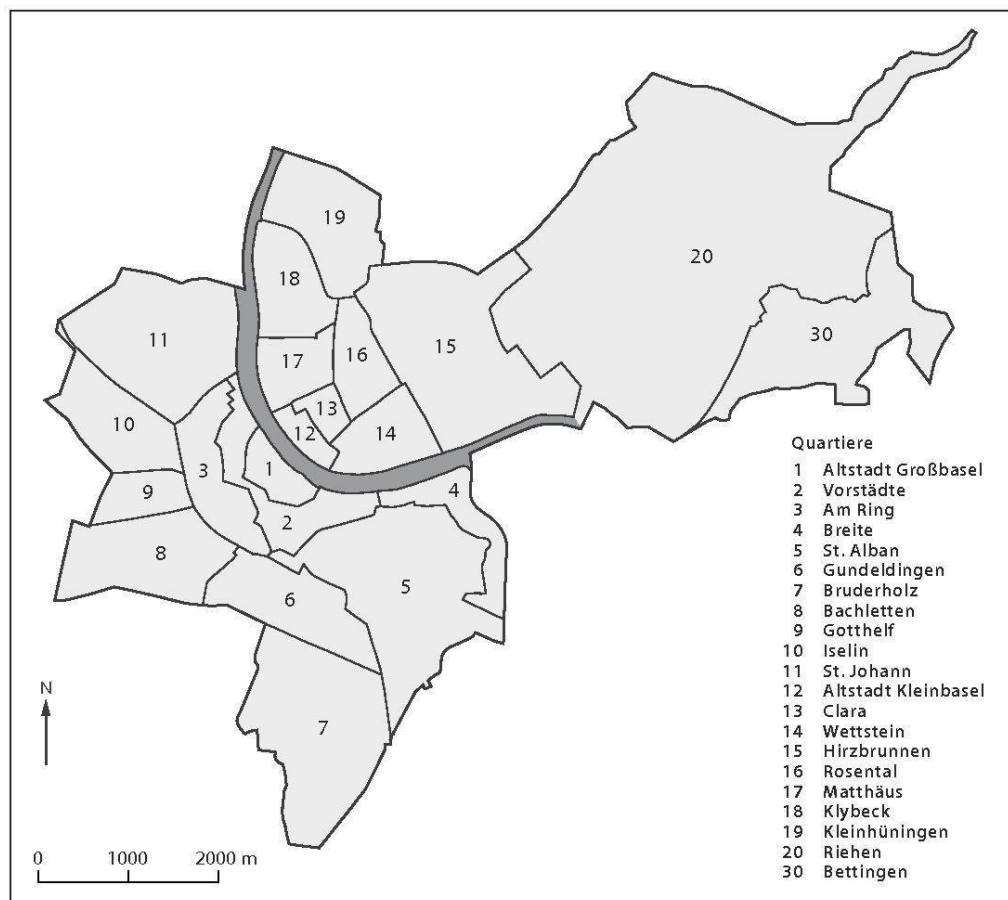 19
20
18
11
30
17
16
15
13
10
12
14
3
1
9
4
2
8
5
6
7
N
0 1000 2000 m
Quartiere
1 Altstadt Großbasel
2 Vorstädte
3 Am Ring
4 Breite
5 St. Alban
6 Gundeldingen
7 Bruderholz
8 Bachletten
9 Gotthelf
10 Iselin
11 St. Johann
12 Altstadt Kleinbasel
13 Clara
14 Wettstein
15 Hirzbrunnen
16 Rosental
17 Matthäus
18 Klybeck
19 Kleinhüningen
20 Riehen
30 Bettingen